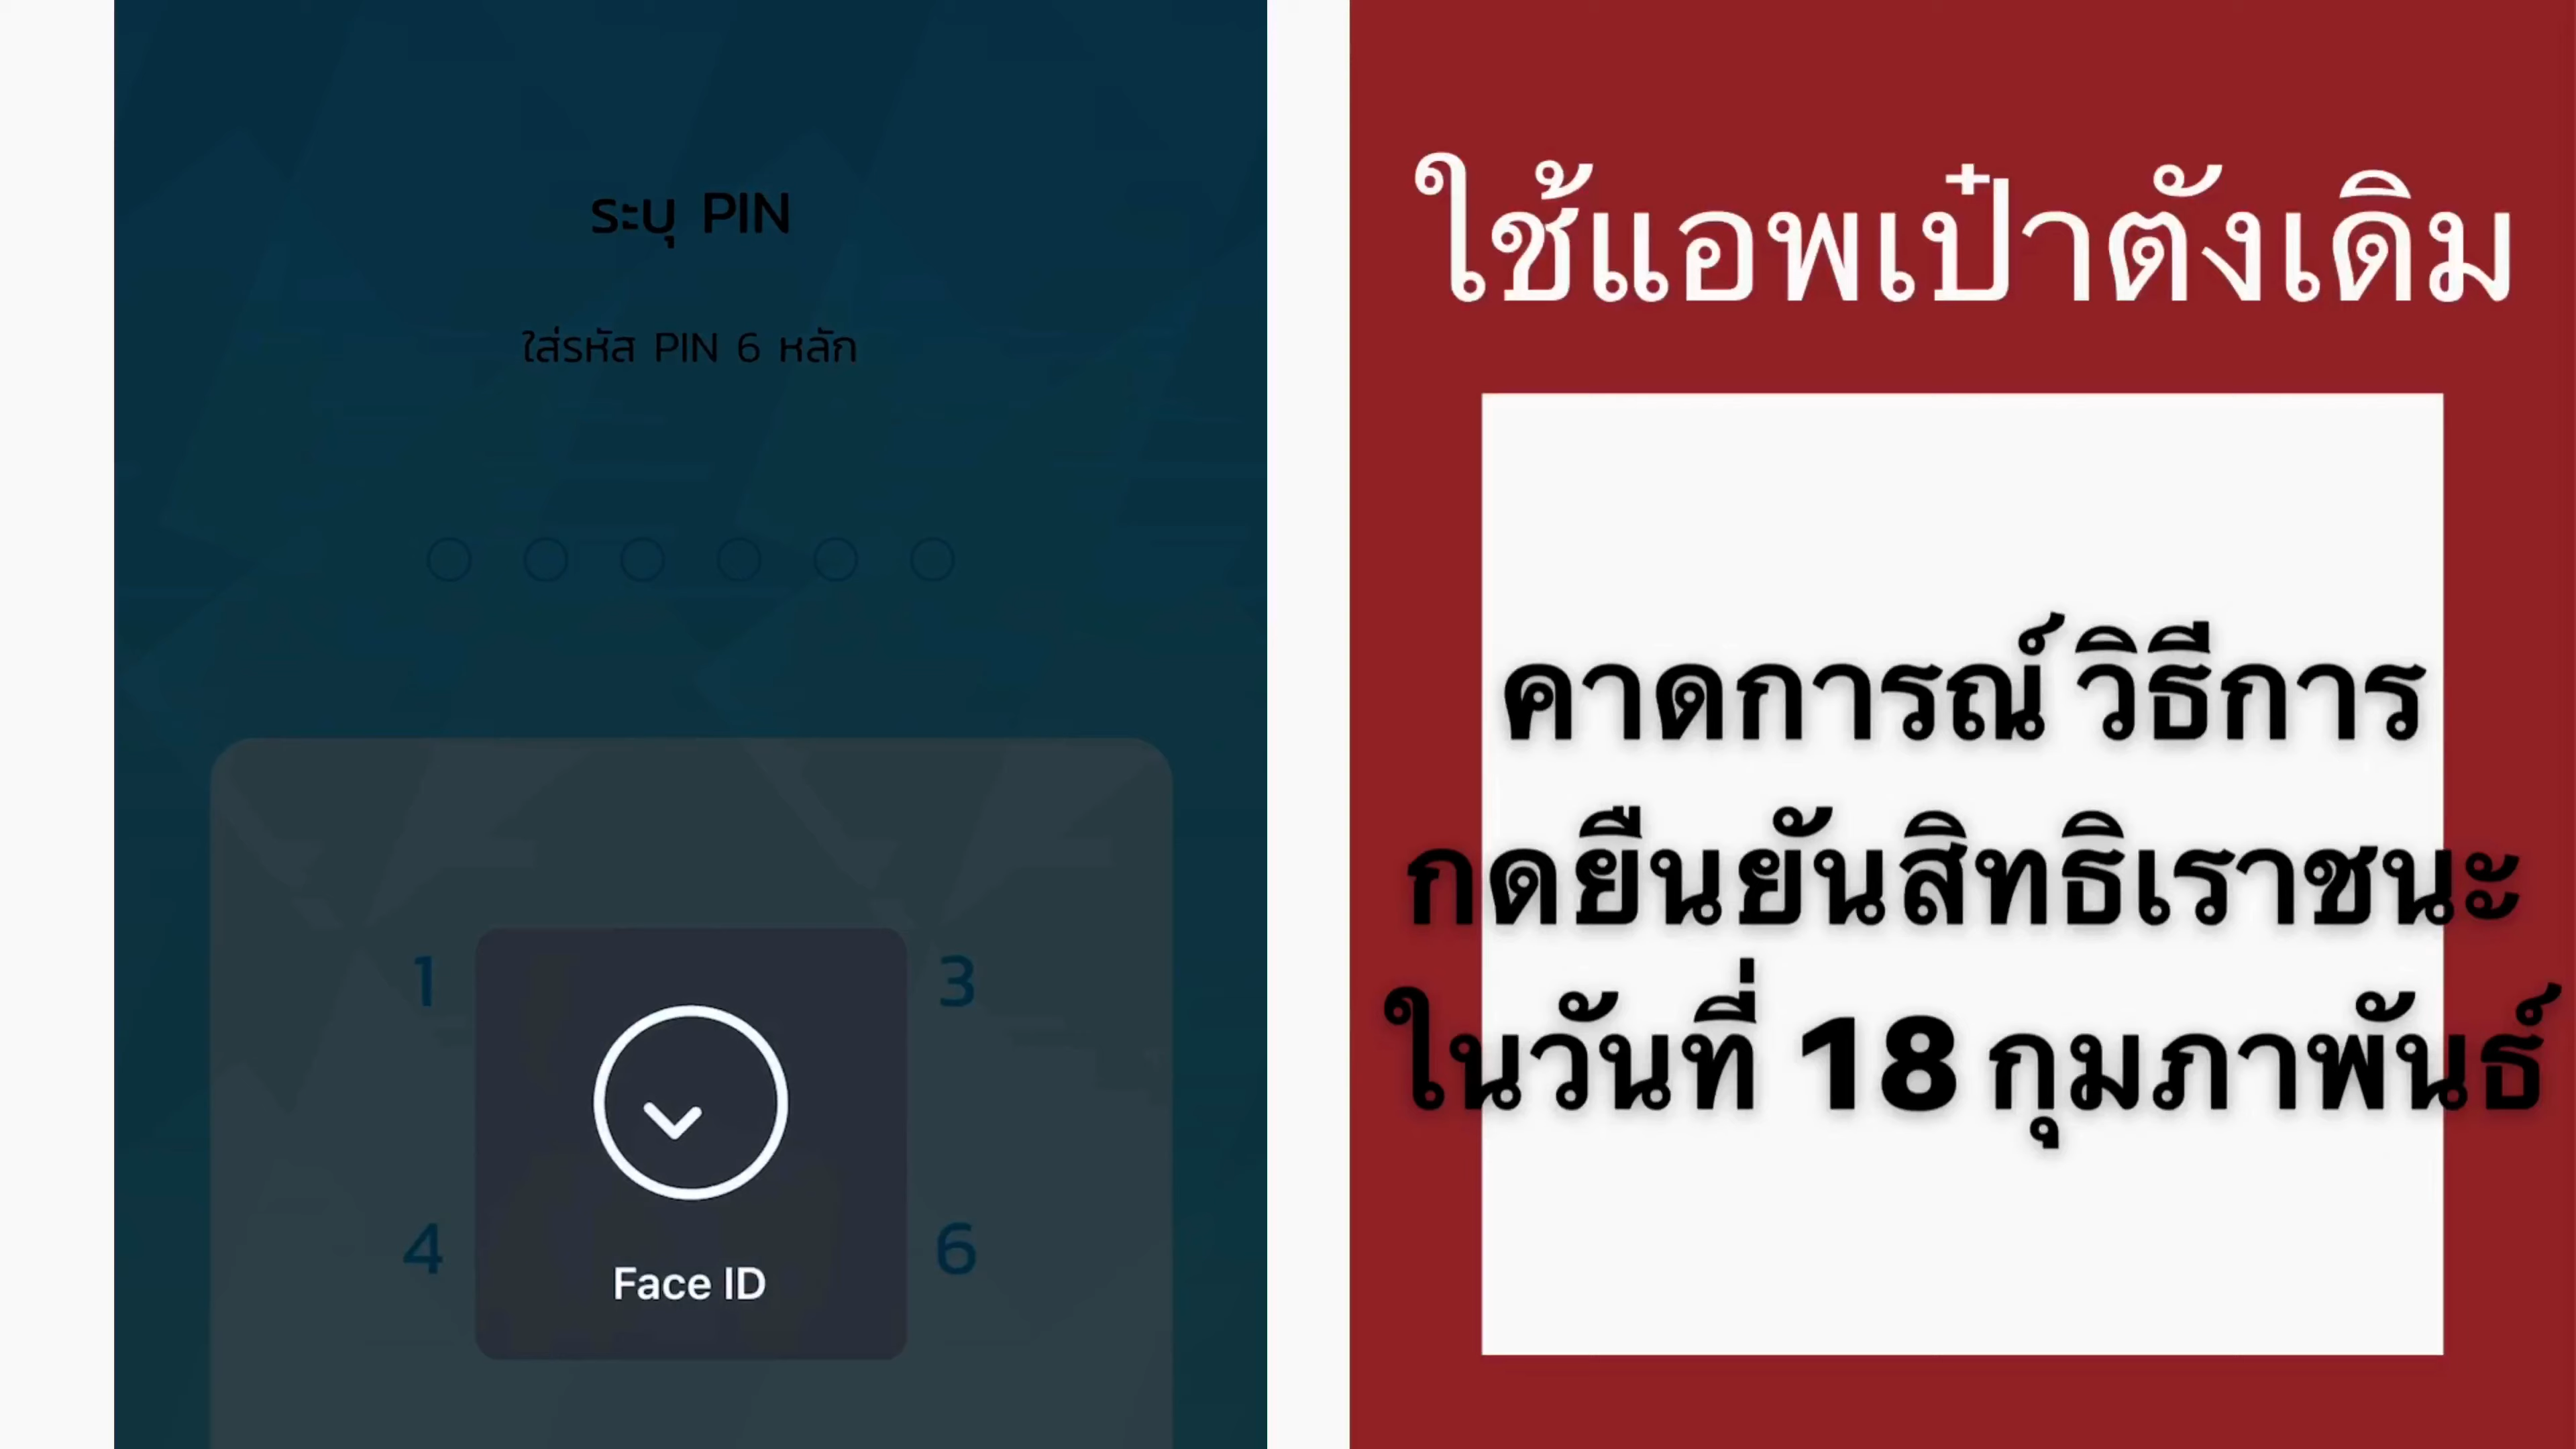 ระบุ PIN
ใส่รหัส PIN 6 หลัก
1 3
4 6
Face ID
ใช้แอพเป๋าตังเดิม
คาดการณ์ วิธีการ
กดยืนยันสิทธิเราชนะ
ในวันที่ 18 กุมภาพันธ์